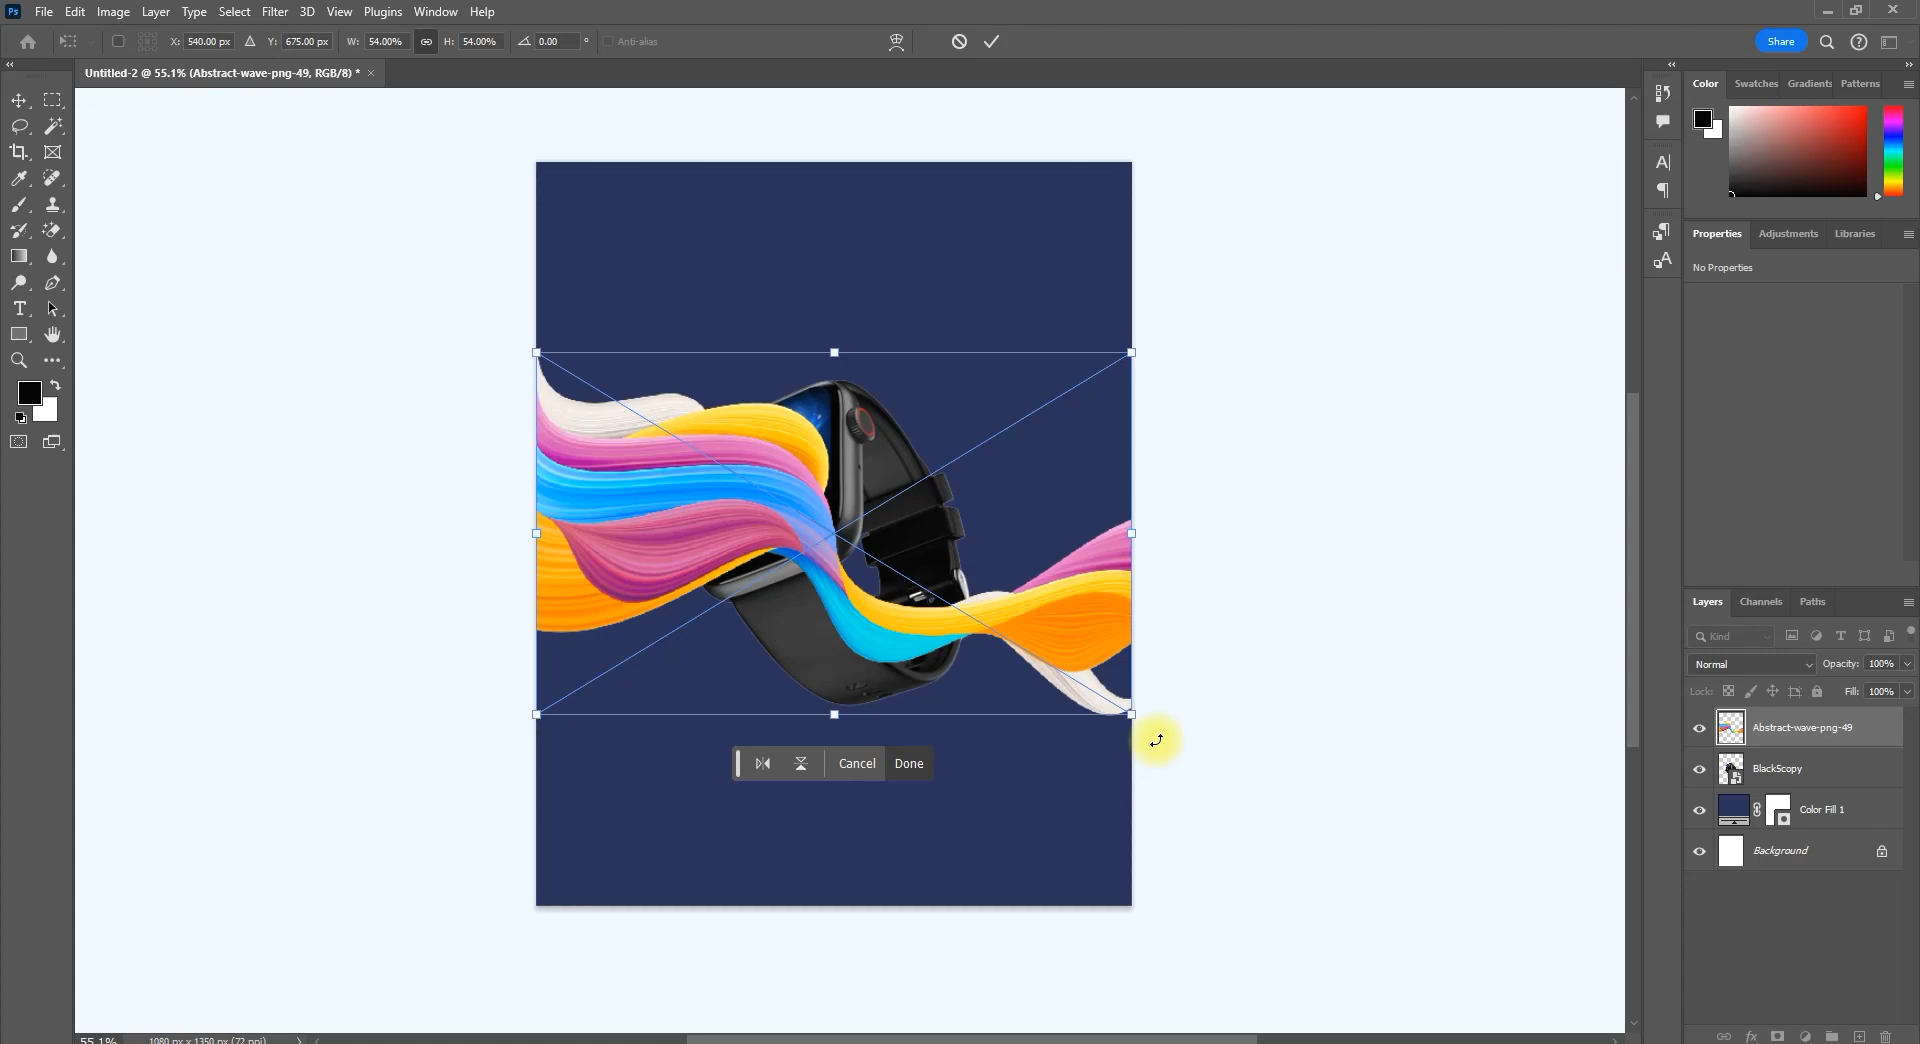 Ps File Edit Image Layer Type Select Filter 3D View Plugins Window Help
X: 540.00 px Y: 675.00 px W: 54.00% H: 54.00% 0.00 ° Anti-alias Share
Untitled-2 @ 55.1% (Abstract-wave-png-49, RGB/8) * ×
Color Swatches Gradients Patterns
Properties Adjustments Libraries
No Properties
Cancel Done
Layers Channels Paths
Kind
Normal Opacity: 100%
Lock: Fill: 100%
Abstract-wave-png-49
Black5copy
Color Fill 1
Background
55.1% 1080 px x 1350 px (72 ppi)